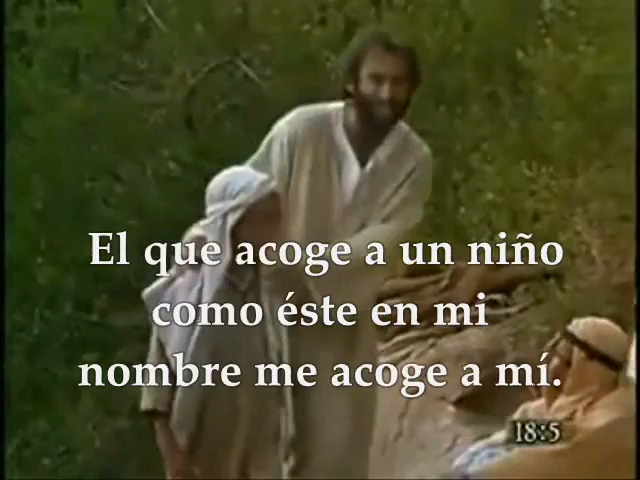 El que acoge a un niño
como éste en mi
nombre me acoge a mí.
18:5